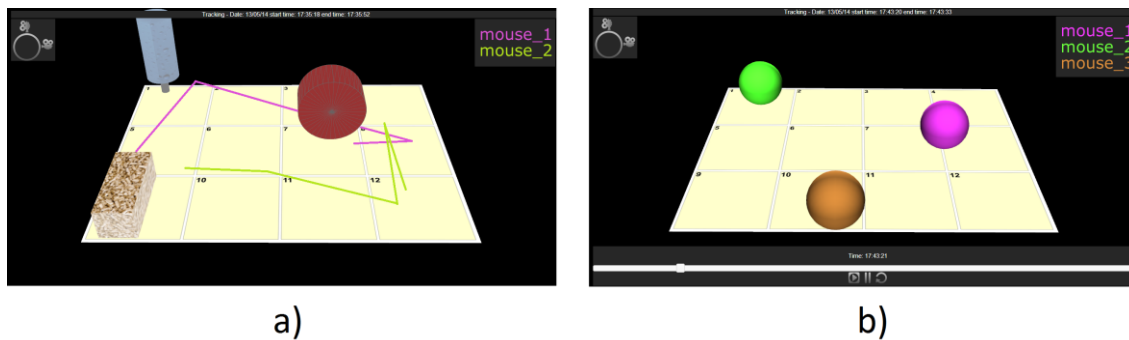 Tracking - Date: 13/05/14 start time: 17:35:18 end time: 17:35:52
mouse_1
mouse_2
1 2 3
5 6 7 8
10 11 12
a)
Tracking - Date: 13/05/14 start time: 17:43:20 end time: 17:43:33
mouse_1
mouse_2
mouse_3
1 2 3 4
5 6 7
9 10 11 12
Time: 17:43:21
b)